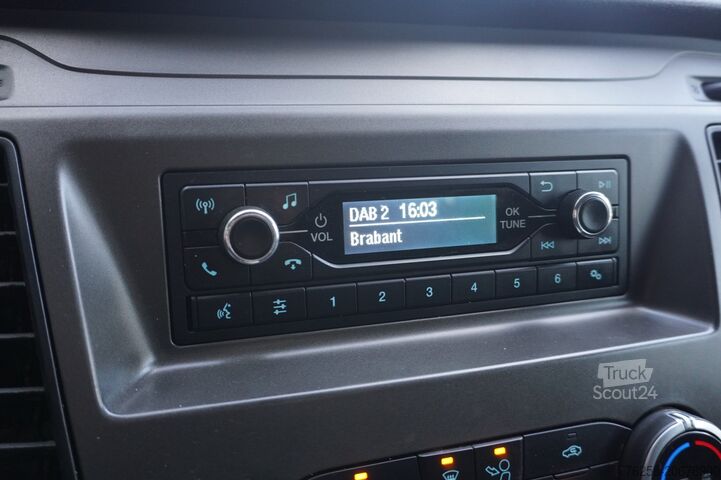 DAB 2 16:03
Brabant
VOL
OK
TUNE
1 2 3 4 5 6
Truck
Scout24